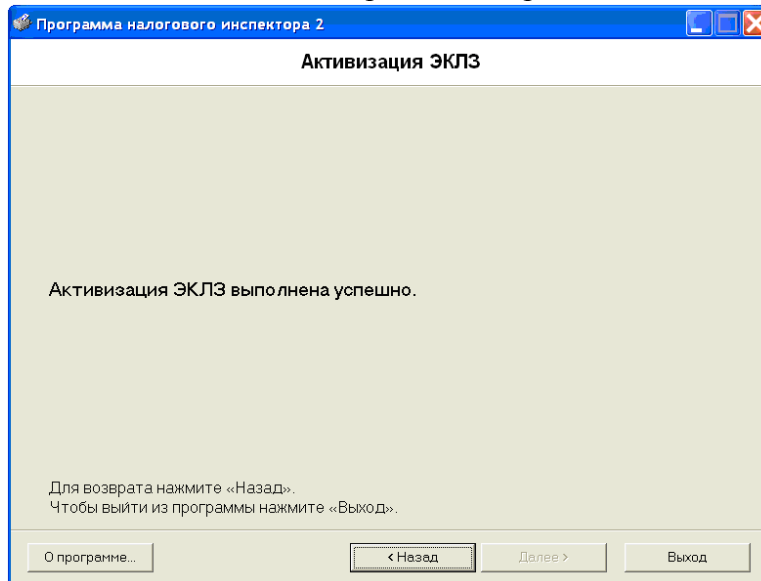 Программа налогового инспектора 2
Активизация ЭКЛЗ
Активизация ЭКЛЗ выполнена успешно.
Для возврата нажмите «Назад».
Чтобы выйти из программы нажмите «Выход».
О программе...
< Назад
Далее >
Выход